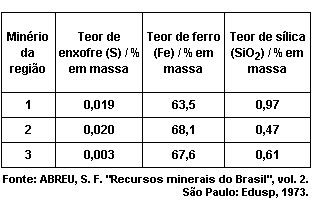 Minério da região	Teor de enxofre (S) / % em massa	Teor de ferro (Fe) / % em massa	Teor de sílica (SiO2) / % em massa
1	0,019	63,5	0,97
2	0,020	68,1	0,47
3	0,003	67,6	0,61
Fonte: ABREU, S. F. "Recursos minerais do Brasil", vol. 2.
São Paulo: Edusp, 1973.